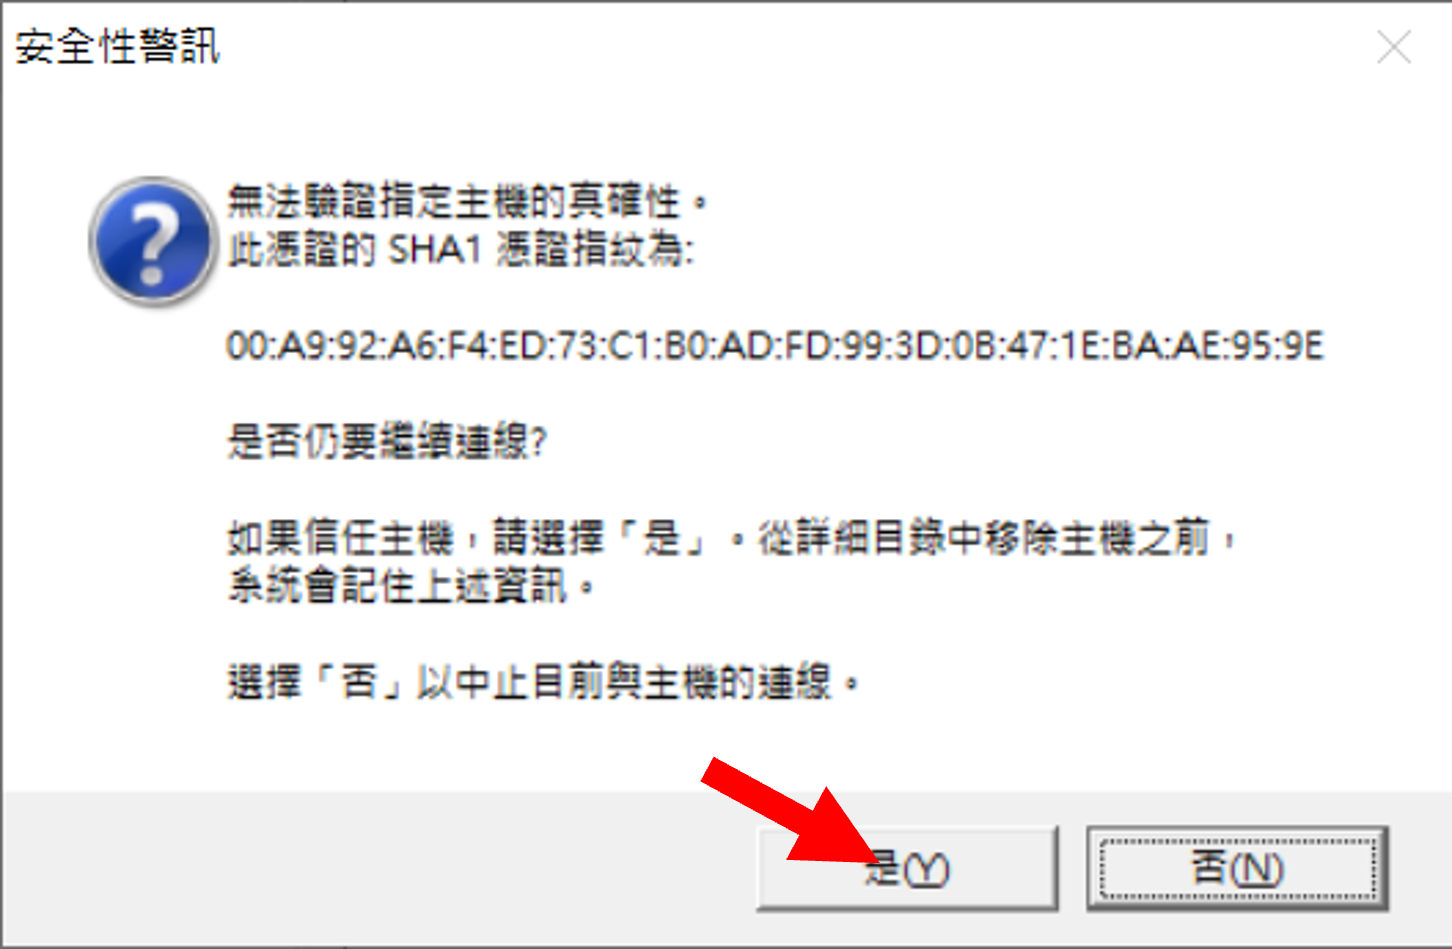 安全性警訊
無法驗證指定主機的真確性。
此憑證的 SHA1 憑證指紋為:
00:A9:92:A6:F4:ED:73:C1:B0:AD:FD:99:3D:0B:47:1E:BA:AE:95:9E
是否仍要繼續連線?
如果信任主機，請選擇「是」。從詳細目錄中移除主機之前，
系統會記住上述資訊。
選擇「否」以中止目前與主機的連線。
是(Y)
否(N)